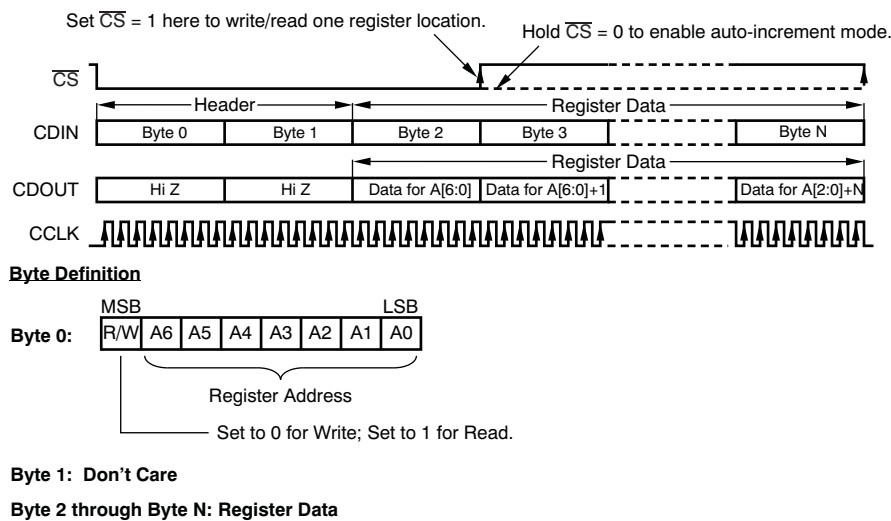 Set CS = 1 here to write/read one register location.
Hold CS = 0 to enable auto-increment mode.
CS
Header
Register Data
CDIN
Byte 0
Byte 1
Byte 2
Byte 3
Byte N
Register Data
CDOUT
Hi Z
Hi Z
Data for A[6:0]
Data for A[6:0]+1
Data for A[2:0]+N
CCLK
Byte Definition
MSB
LSB
Byte 0:
R/W
A6
A5
A4
A3
A2
A1
A0
Register Address
Set to 0 for Write; Set to 1 for Read.
Byte 1: Don't Care
Byte 2 through Byte N: Register Data